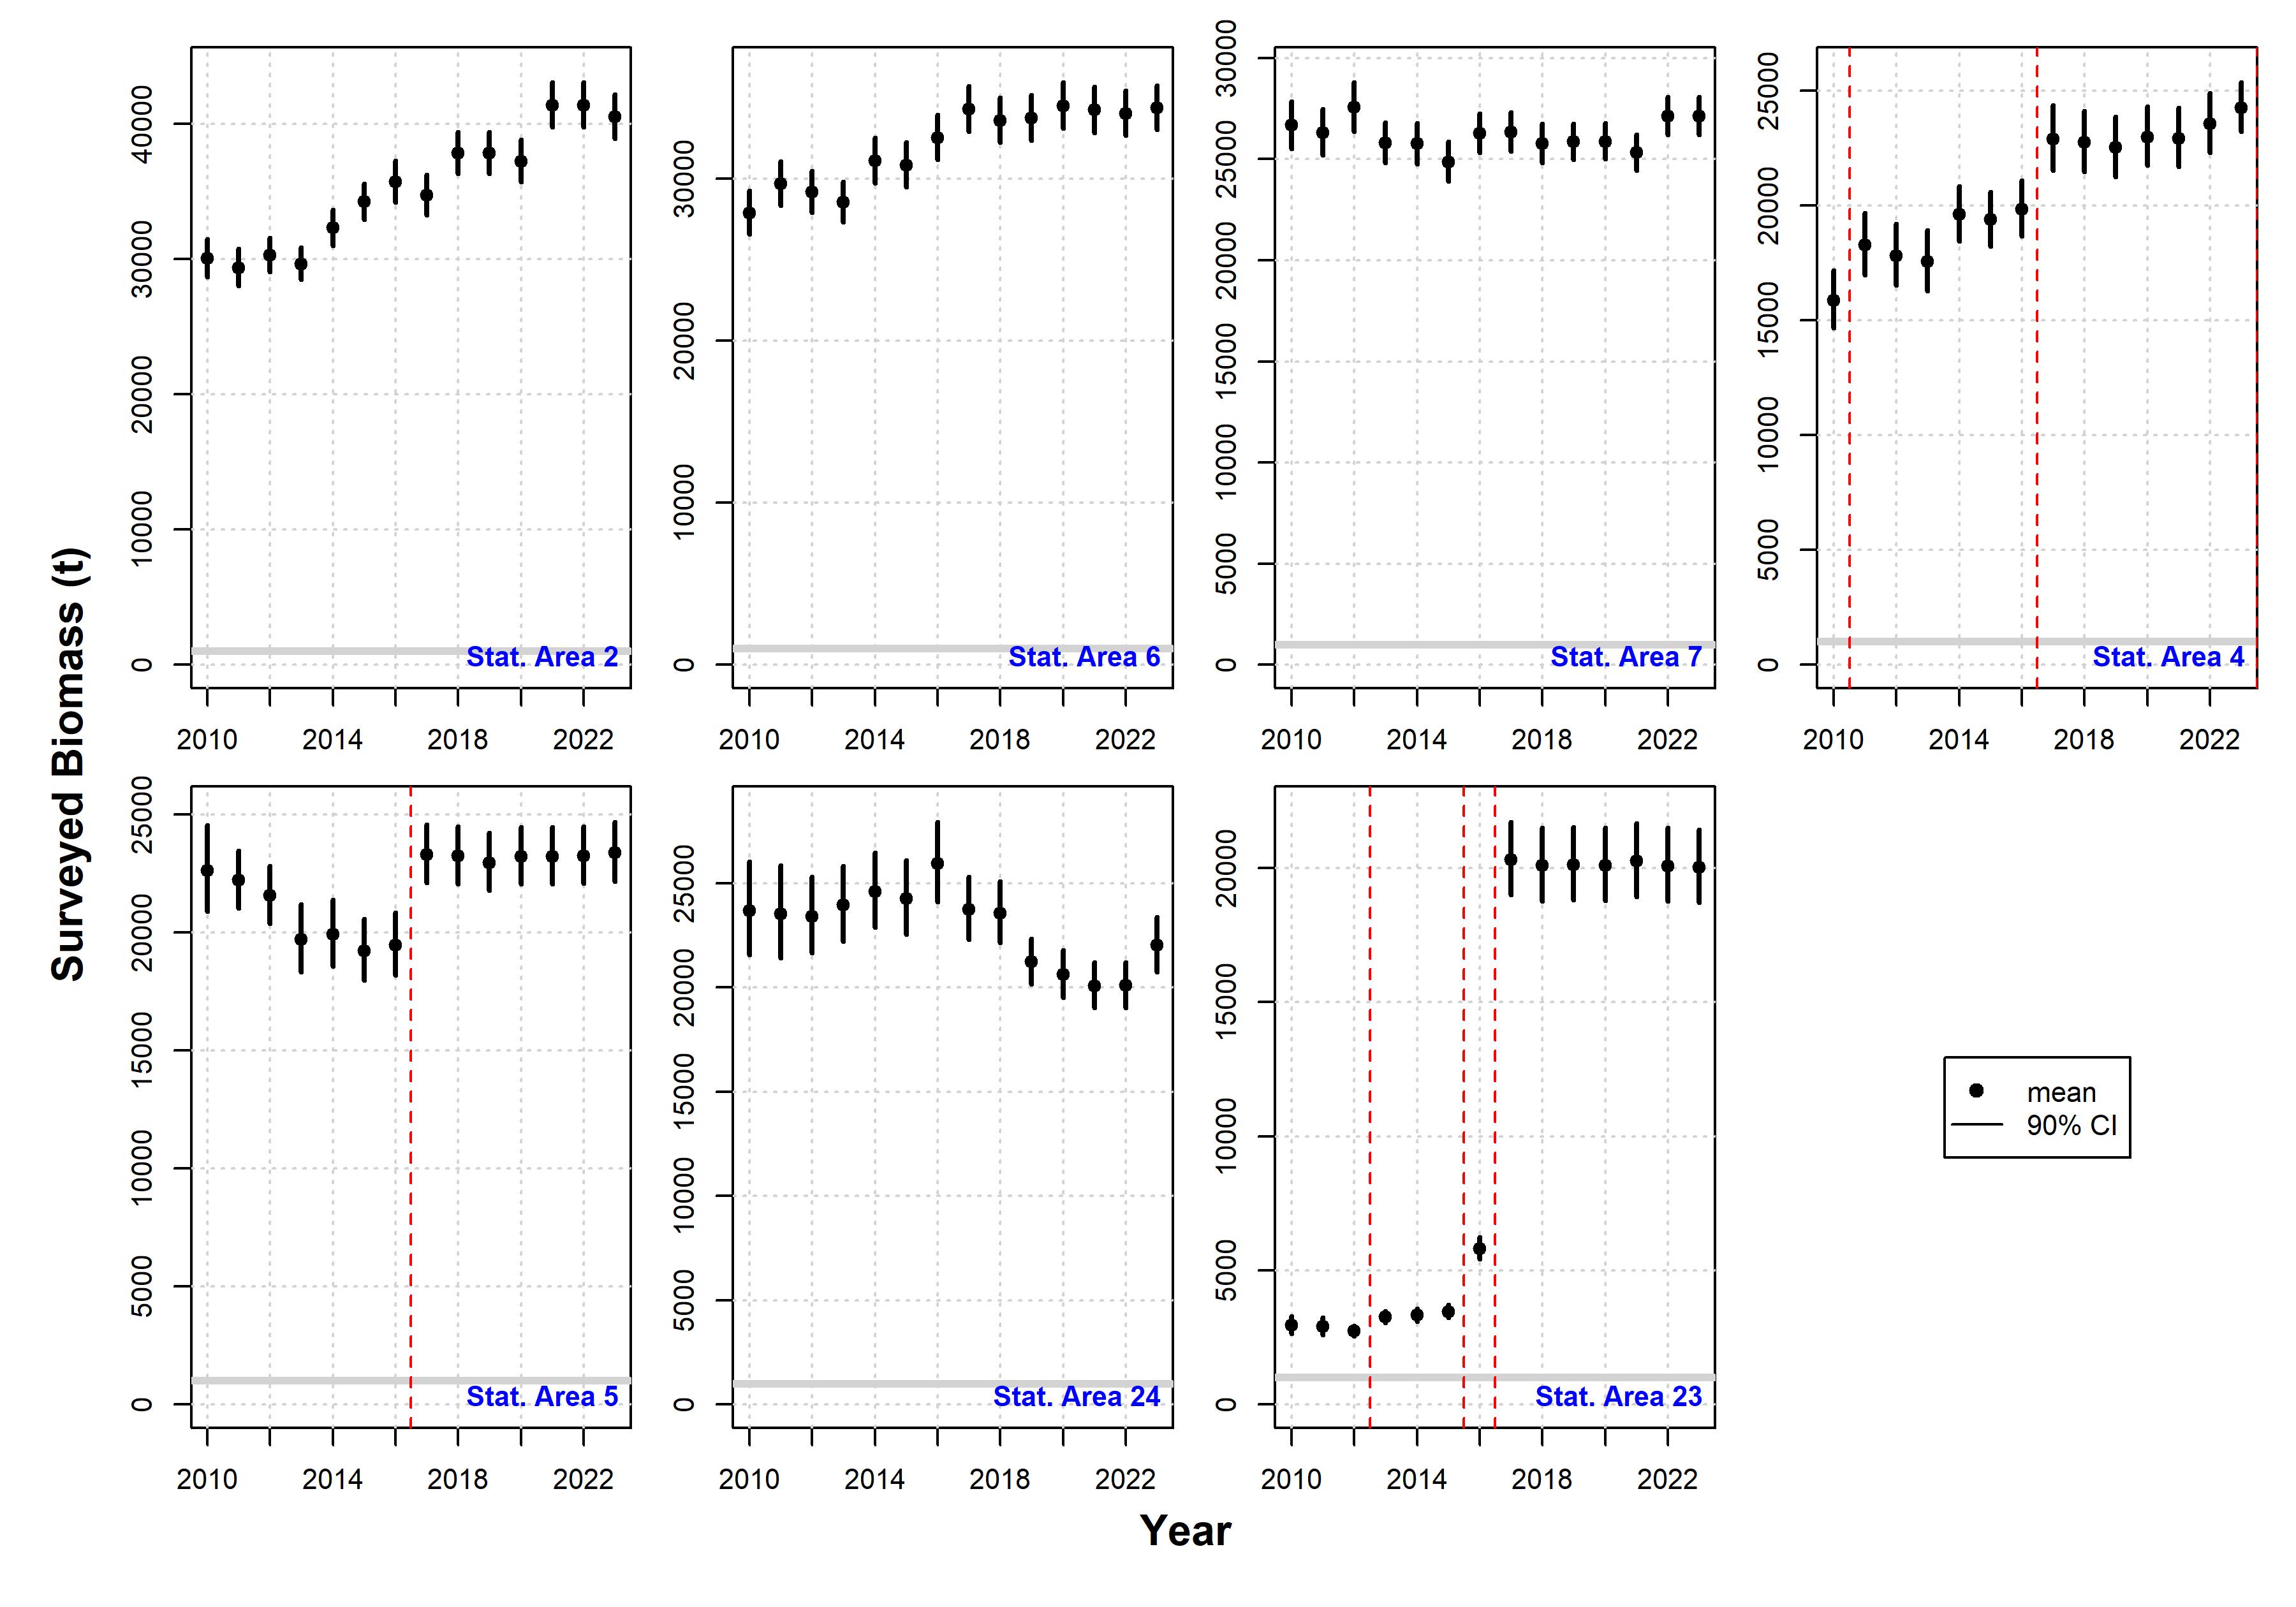 Surveyed Biomass (t)
0 10000 20000 30000 40000
Stat. Area 2
2010 2014 2018 2022
0 10000 20000 30000
Stat. Area 6
2010 2014 2018 2022
0 5000 10000 15000 20000 25000 30000
Stat. Area 7
2010 2014 2018 2022
0 5000 10000 15000 20000 25000
Stat. Area 4
2010 2014 2018 2022
0 5000 10000 15000 20000 25000
Stat. Area 5
2010 2014 2018 2022
0 5000 10000 15000 20000 25000
Stat. Area 24
2010 2014 2018 2022
0 5000 10000 15000 20000
Stat. Area 23
2010 2014 2018 2022
mean
90% CI
Year